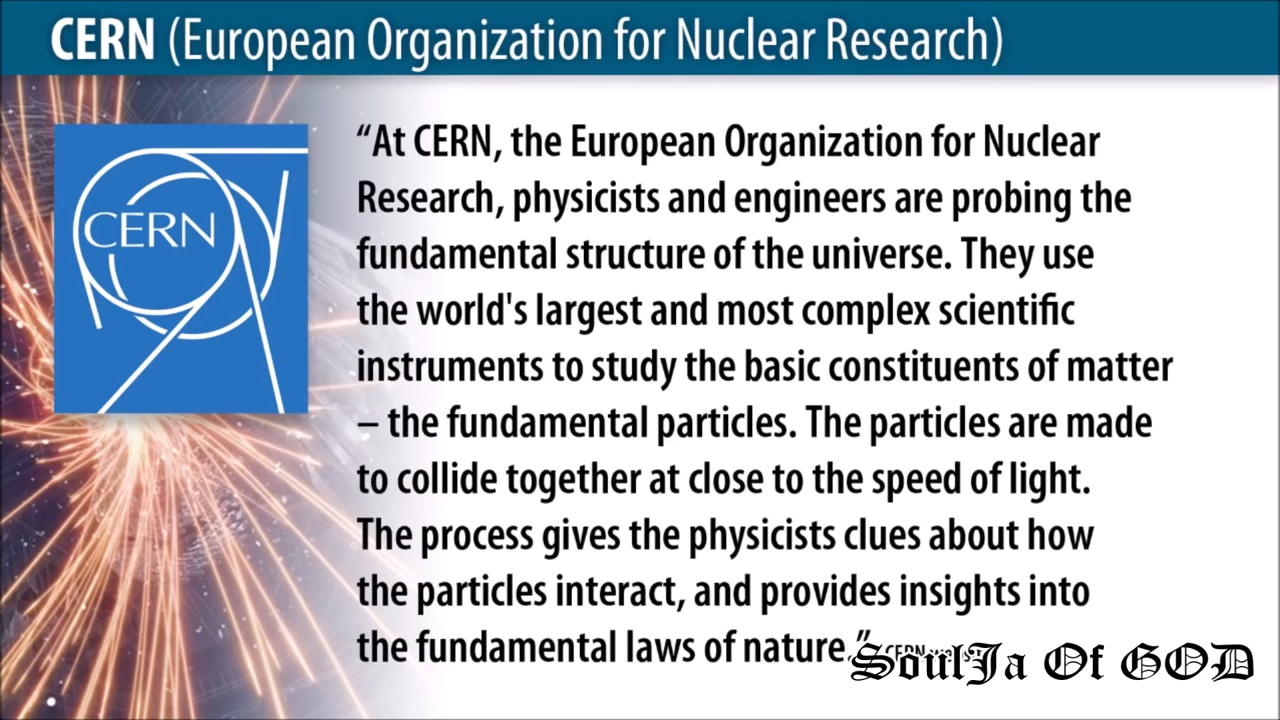 CERN (European Organization for Nuclear Research)
CERN
“At CERN, the European Organization for Nuclear
Research, physicists and engineers are probing the
fundamental structure of the universe. They use
the world's largest and most complex scientific
instruments to study the basic constituents of matter
– the fundamental particles. The particles are made
to collide together at close to the speed of light.
The process gives the physicists clues about how
the particles interact, and provides insights into
the fundamental laws of nature.”
SoulJa Of GOD